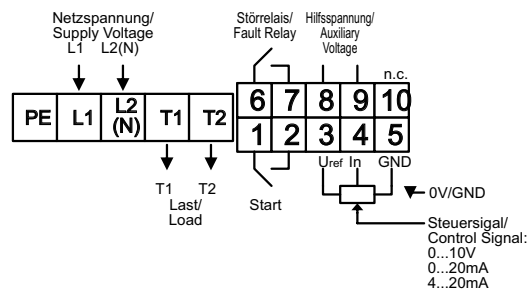 Netzspannung/
Supply Voltage
L1 L2(N)
Störrelais/
Fault Relay
Hilfsspannung/
Auxiliary
Voltage
n.c.
PE L1 L2
(N) T1 T2
6 7 8 9 10
1 2 3 4 5
Uref In GND
T1 T2
Last/
Load
Start
0V/GND
Steuersigal/
Control Signal:
0...10V
0...20mA
4...20mA